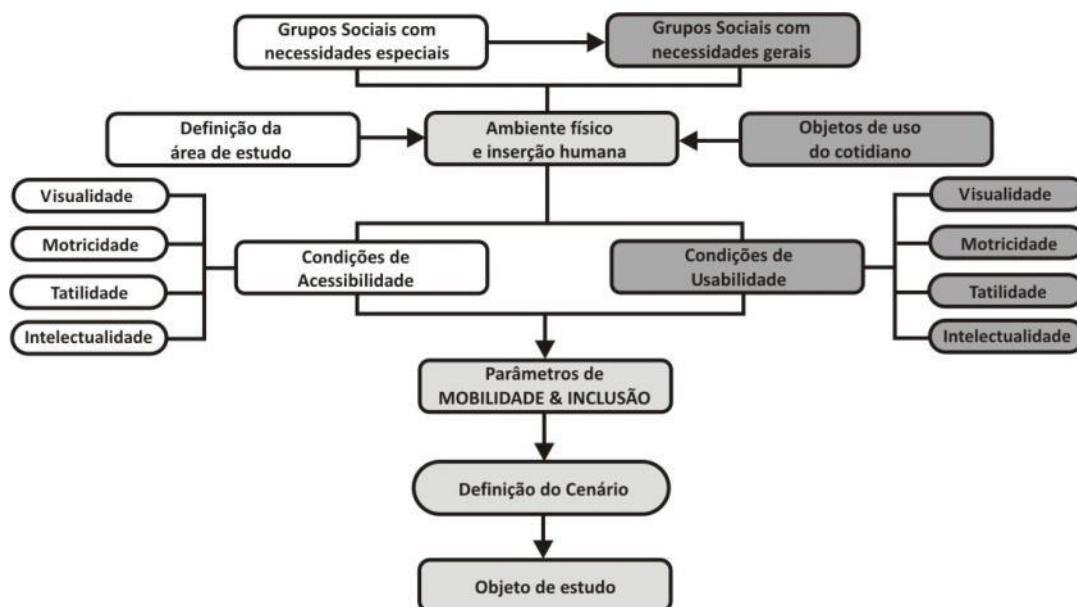 Grupos Sociais com
necessidades especiais
Grupos Sociais com
necessidades gerais
Definição da
área de estudo
Ambiente físico
e inserção humana
Objetos de uso
do cotidiano
Visualidade
Motricidade
Tatilidade
Intelectualidade
Condições de
Acessibilidade
Condições de
Usabilidade
Visualidade
Motricidade
Tatilidade
Intelectualidade
Parâmetros de
MOBILIDADE & INCLUSÃO
Definição do Cenário
Objeto de estudo